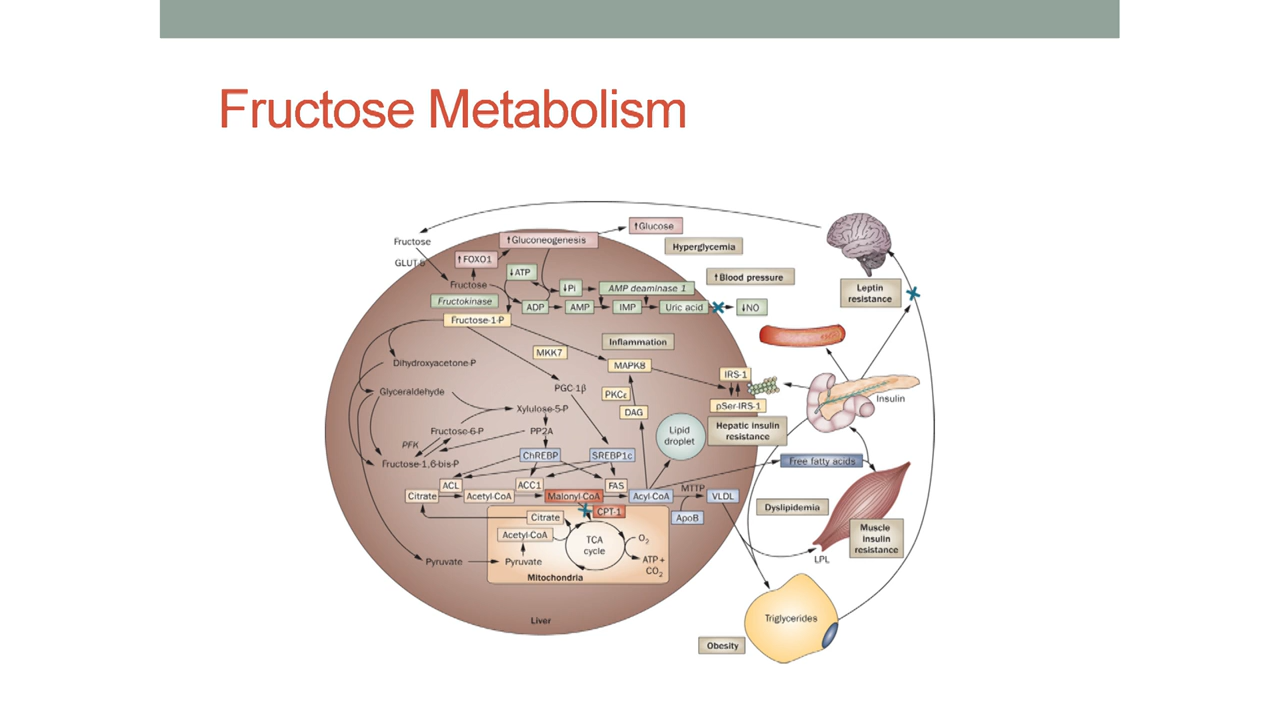 Fructose Metabolism
↑Glucose
Fructose
↑Gluconeogenesis
Hyperglycemia
GLUT-5
↑FOXO1
↓ATP
↑Blood pressure
Fructose
↓Pi
AMP deaminase 1
Leptin
resistance
Fructokinase
ADP
AMP
IMP
Uric acid
↓NO
Fructose-1-P
Inflammation
MKK7
Dihydroxyacetone-P
MAPK8
IRS-1
Glyceraldehyde
PGC-1β
PKCε
Insulin
Xylulose-5-P
DAG
pSer-IRS-1
Fructose-6-P
PP2A
Lipid
droplet
Hepatic insulin
resistance
PFK
Fructose-1,6-bis-P
ChREBP
SREBP1c
Free fatty acids
ACL
ACC1
FAS
MTTP
Citrate
Acetyl-CoA
Malonyl-CoA
Acyl-CoA
VLDL
Dyslipidemia
CPT-1
ApoB
Citrate
Acetyl-CoA
TCA
cycle
O2
Muscle
insulin
resistance
Pyruvate
Pyruvate
ATP+
CO2
LPL
Mitochondria
Liver
Triglycerides
Obesity